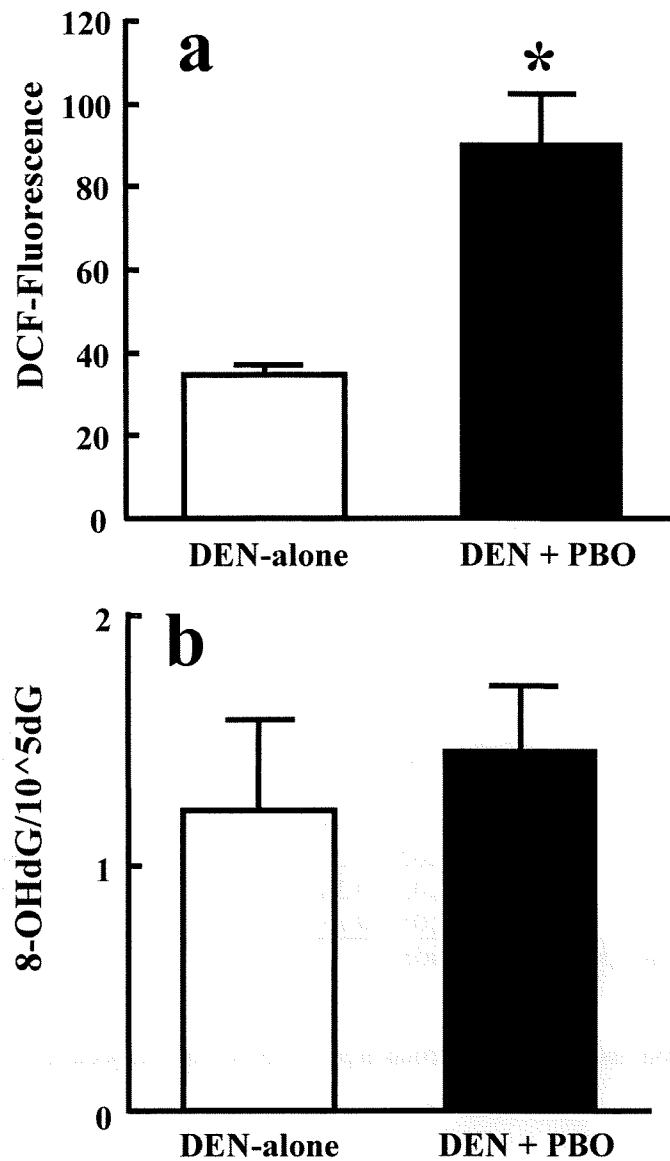 a
*
DCF-Fluorescence
120
100
80
60
40
20
0
DEN-alone
DEN + PBO
b
8-OHdG/10^5dG
2
1
0
DEN-alone
DEN + PBO